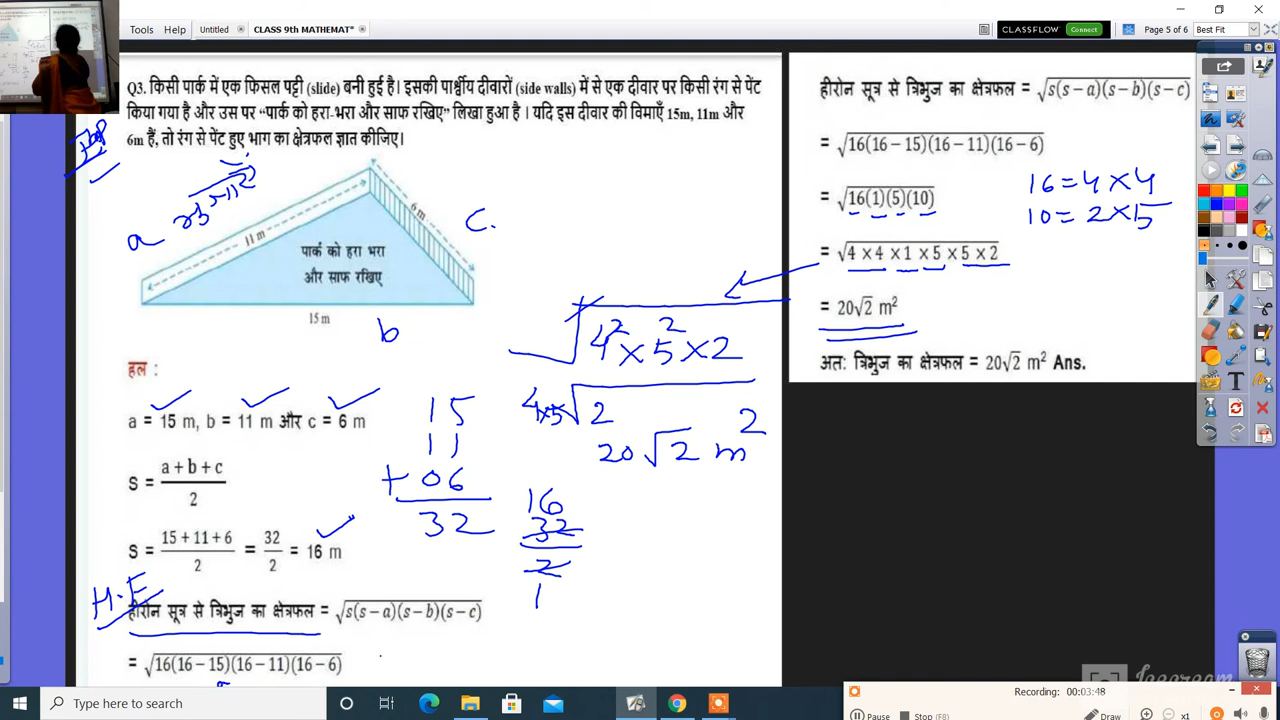 Tools Help Untitled CLASS 9th MATHEMAT* CLASSFLOW Connect Page 5 of 6 Best Fit
Q3. किसी पार्क में एक फिसल पट्टी (slide) बनी हुई है। इसकी पार्श्वीय दीवारों (side walls) में से एक दीवार पर किसी रंग से पेंट
किया गया है और उस पर “पार्क को हरा-भरा और साफ रखिए” लिखा हुआ है । यदि इस दीवार की विमाएँ 15m, 11m और
6m हैं, तो रंग से पेंट हुए भाग का क्षेत्रफल ज्ञात कीजिए।
a
11 m
6 m
C.
पार्क को हरा भरा
और साफ रखिए
15 m
b
हल :
a = 15 m, b = 11 m और c = 6 m
S = a + b + c / 2
S = 15 + 11 + 6 / 2 = 32 / 2 = 16 m
H.F
हीरोन सूत्र से त्रिभुज का क्षेत्रफल = √s(s – a)(s – b)(s – c)
= √16(16 – 15)(16 – 11)(16 – 6)
15
11
+ 06
32
16
32
2
1
√4² × 5² × 2
4×5√2
20√2 m²
हीरोन सूत्र से त्रिभुज का क्षेत्रफल = √s(s – a)(s – b)(s – c)
= √16(16 – 15)(16 – 11)(16 – 6)
= √16(1)(5)(10)
= √4 × 4 × 1 × 5 × 5 × 2
= 20√2 m²
अतः त्रिभुज का क्षेत्रफल = 20√2 m² Ans.
16 = 4 × 4
10 = 2 × 5
Icecream
Recording: 00:03:48
Pause Stop (F8) Draw x1
Type here to search